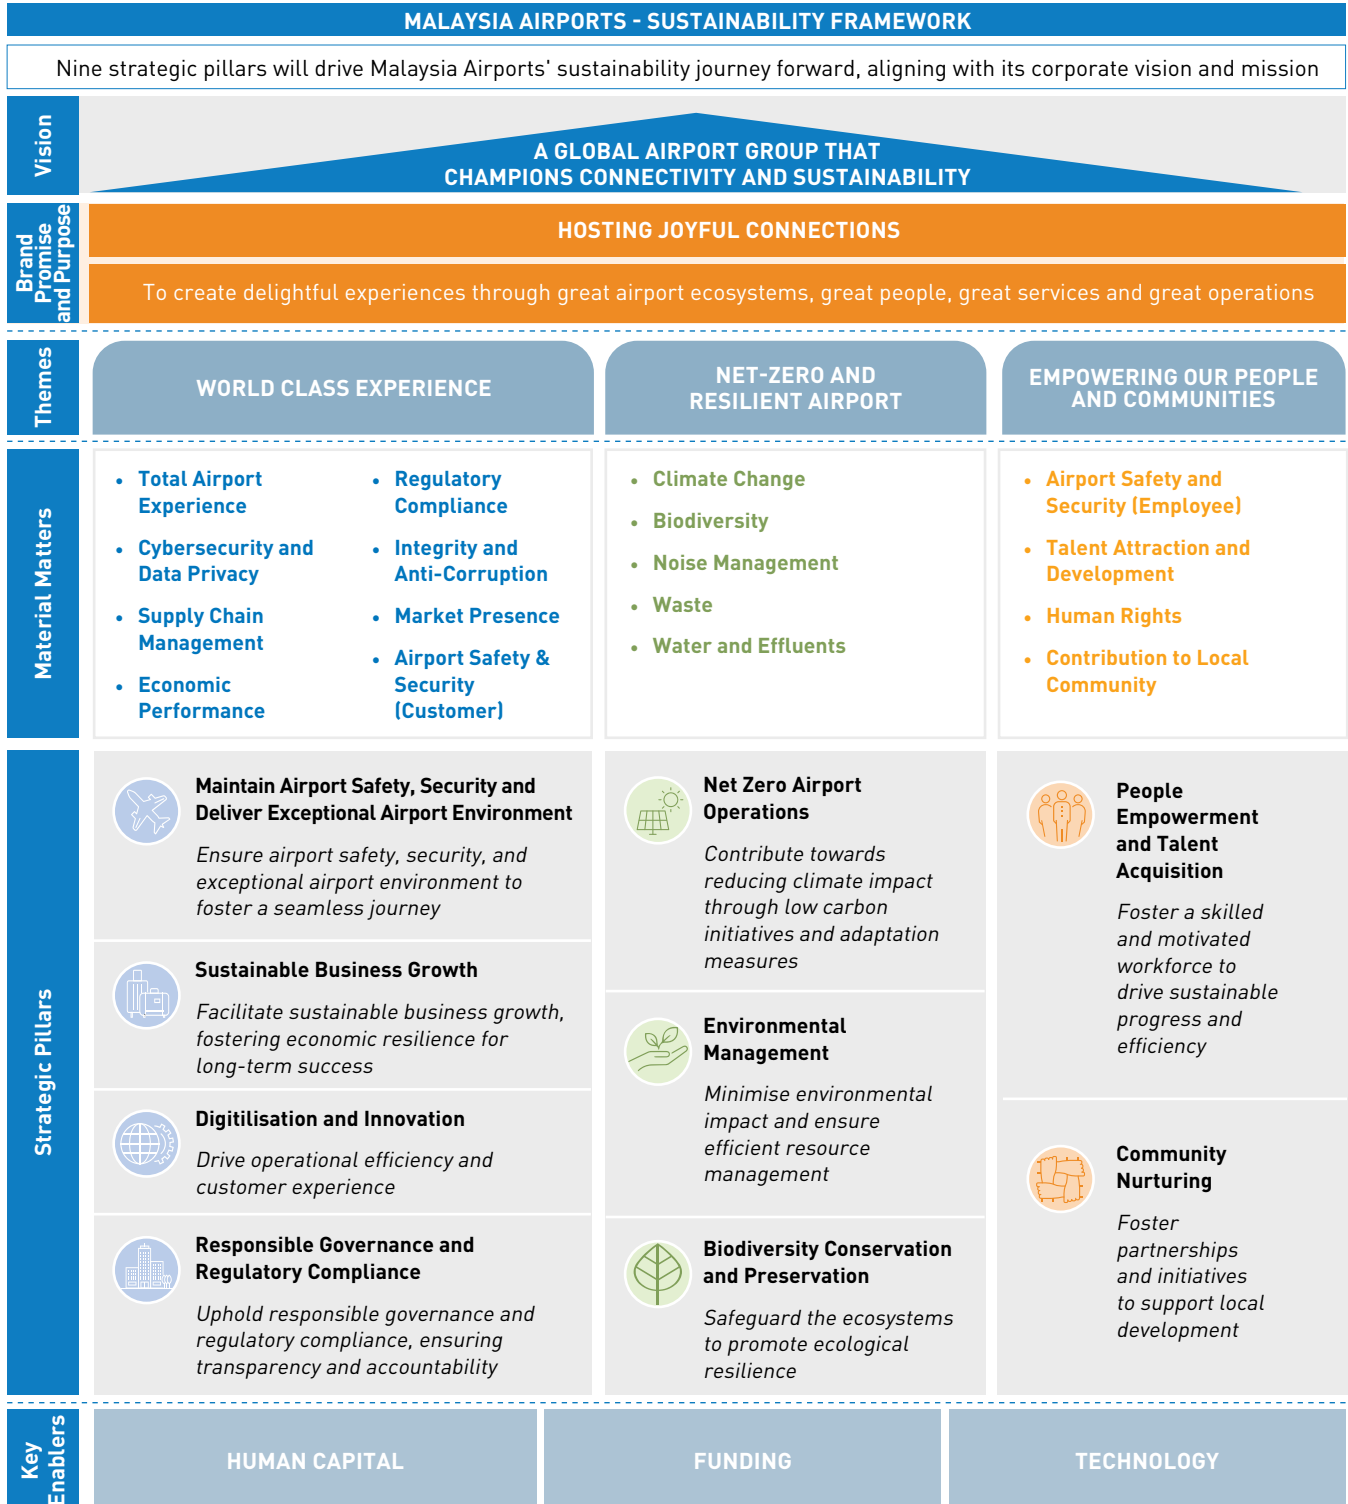 MALAYSIA AIRPORTS - SUSTAINABILITY FRAMEWORK
Nine strategic pillars will drive Malaysia Airports' sustainability journey forward, aligning with its corporate vision and mission
Vision
A GLOBAL AIRPORT GROUP THAT
CHAMPIONS CONNECTIVITY AND SUSTAINABILITY
Brand
Promise
and Purpose
HOSTING JOYFUL CONNECTIONS
To create delightful experiences through great airport ecosystems, great people, great services and great operations
Themes
WORLD CLASS EXPERIENCE
NET-ZERO AND
RESILIENT AIRPORT
EMPOWERING OUR PEOPLE
AND COMMUNITIES
Material Matters
• Total Airport
Experience
• Cybersecurity and
Data Privacy
• Supply Chain
Management
• Economic
Performance
• Regulatory
Compliance
• Integrity and
Anti-Corruption
• Market Presence
• Airport Safety &
Security
(Customer)
• Climate Change
• Biodiversity
• Noise Management
• Waste
• Water and Effluents
• Airport Safety and
Security (Employee)
• Talent Attraction and
Development
• Human Rights
• Contribution to Local
Community
Strategic Pillars
Maintain Airport Safety, Security and
Deliver Exceptional Airport Environment
Ensure airport safety, security, and
exceptional airport environment to
foster a seamless journey
Sustainable Business Growth
Facilitate sustainable business growth,
fostering economic resilience for
long-term success
Digitilisation and Innovation
Drive operational efficiency and
customer experience
Responsible Governance and
Regulatory Compliance
Uphold responsible governance and
regulatory compliance, ensuring
transparency and accountability
Net Zero Airport
Operations
Contribute towards
reducing climate impact
through low carbon
initiatives and adaptation
measures
Environmental
Management
Minimise environmental
impact and ensure
efficient resource
management
Biodiversity Conservation
and Preservation
Safeguard the ecosystems
to promote ecological
resilience
People
Empowerment
and Talent
Acquisition
Foster a skilled
and motivated
workforce to
drive sustainable
progress and
efficiency
Community
Nurturing
Foster
partnerships
and initiatives
to support local
development
Key
Enablers
HUMAN CAPITAL
FUNDING
TECHNOLOGY